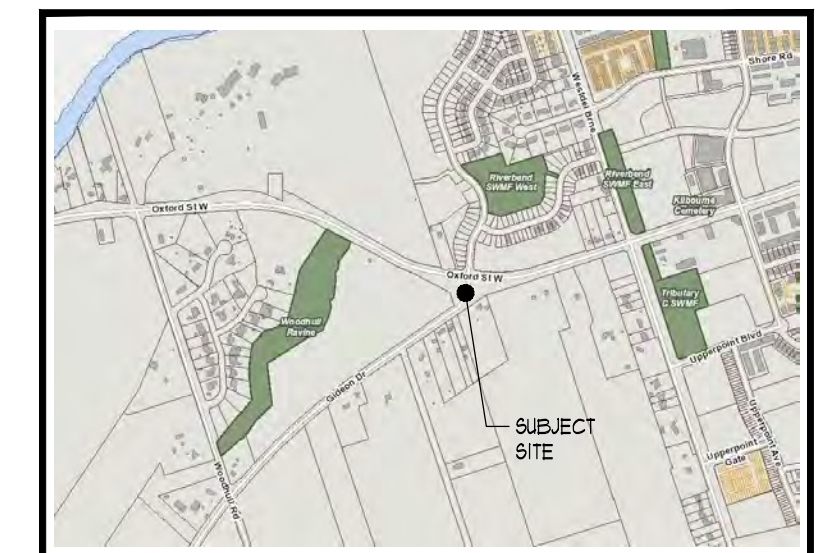 Shore Rd
Westdel Brne
Riverbend
SWMF West
Riverbend
SWMF East
Kilbourne
Cemetery
Oxford St W
Oxford St W
Tributary
C SWMF
Woodhull
Ravine
Upperpoint Blvd
Gideon Dr
Upperpoint Ave
SUBJECT
SITE
Upperpoint
Gate
Woodhull Rd